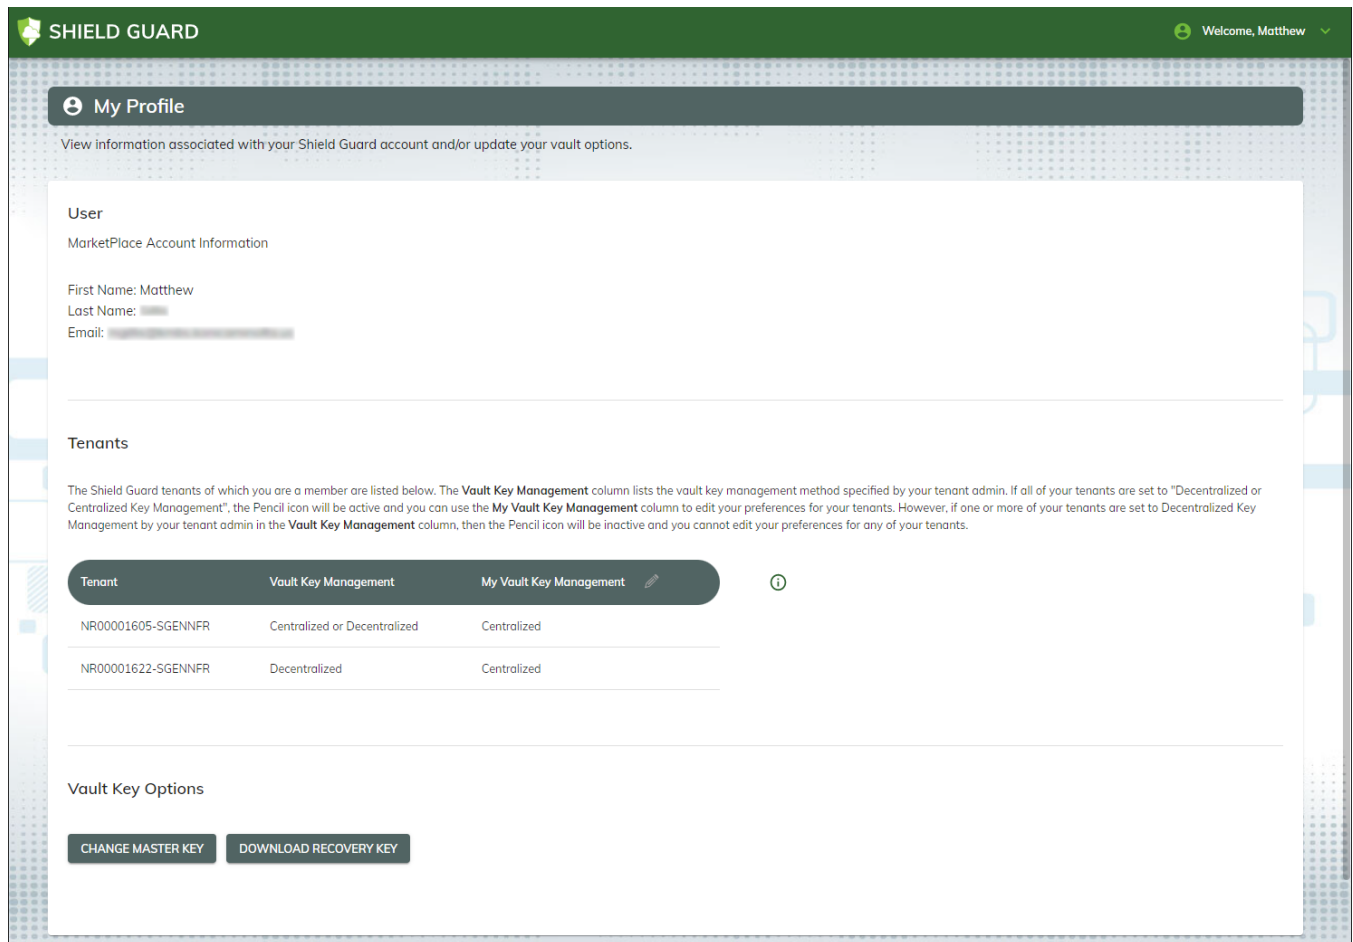 SHIELD GUARD
Welcome, Matthew
My Profile
View information associated with your Shield Guard account and/or update your vault options.
User
MarketPlace Account Information
First Name: Matthew
Last Name:
Email:
Tenants
The Shield Guard tenants of which you are a member are listed below. The Vault Key Management column lists the vault key management method specified by your tenant admin. If all of your tenants are set to "Decentralized or
Centralized Key Management", the Pencil icon will be active and you can use the My Vault Key Management column to edit your preferences for your tenants. However, if one or more of your tenants are set to Decentralized Key
Management by your tenant admin in the Vault Key Management column, then the Pencil icon will be inactive and you cannot edit your preferences for any of your tenants.
Tenant Vault Key Management My Vault Key Management
NR00001605-SGENNFR Centralized or Decentralized Centralized
NR00001622-SGENNFR Decentralized Centralized
Vault Key Options
CHANGE MASTER KEY DOWNLOAD RECOVERY KEY